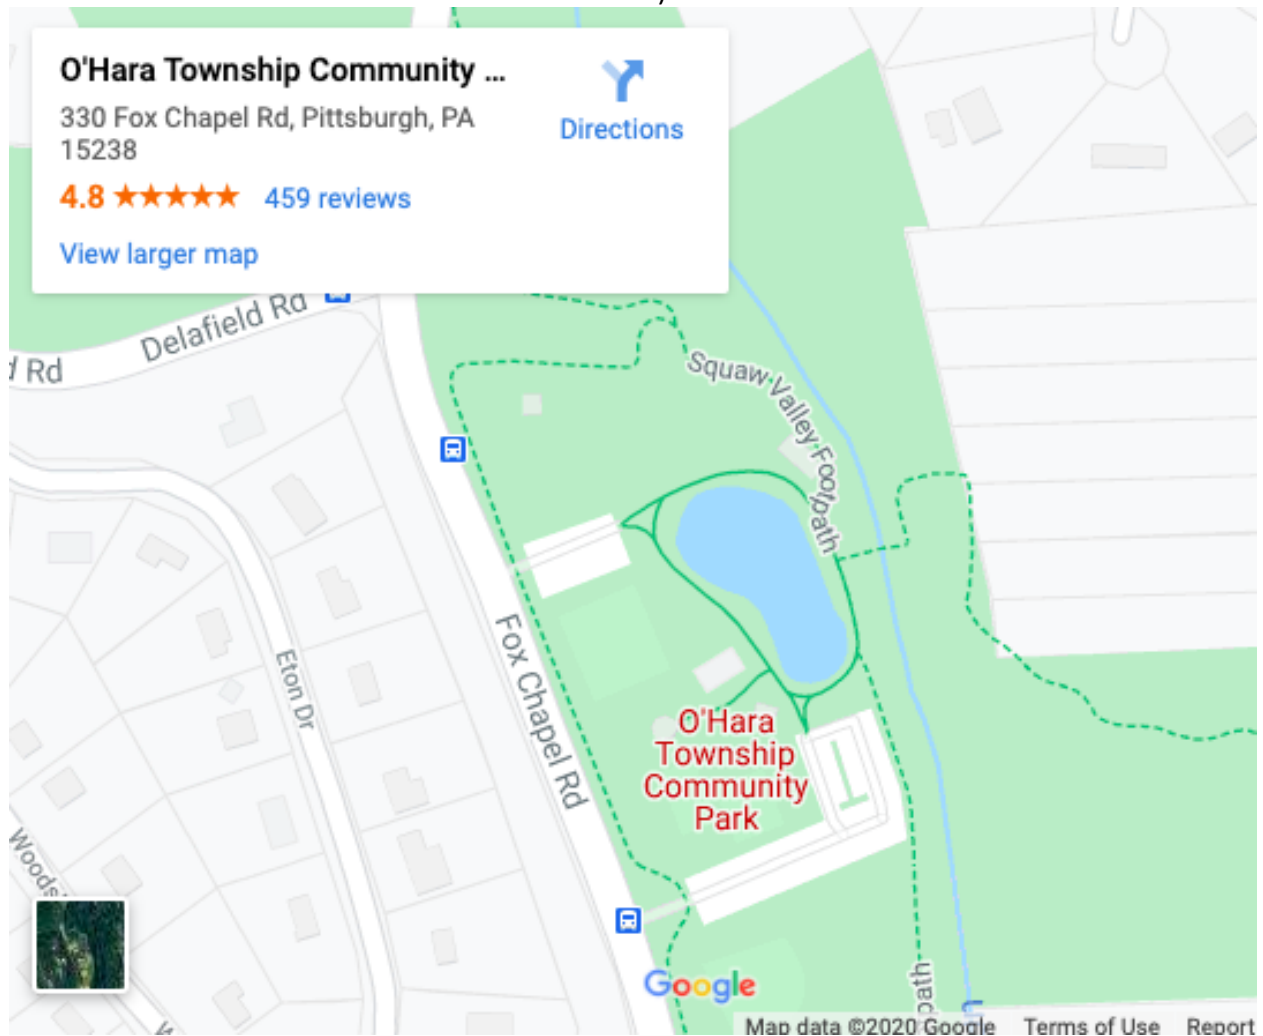 O'Hara Township Community ...
330 Fox Chapel Rd, Pittsburgh, PA
15238
Directions
4.8
459 reviews
View larger map
Delafield Rd
Rd
Squaw Valley Footpath
Fox Chapel Rd
Eton Dr
O'Hara
Township
Community
Park
Google
Map data ©2020 Google
Terms of Use
Report